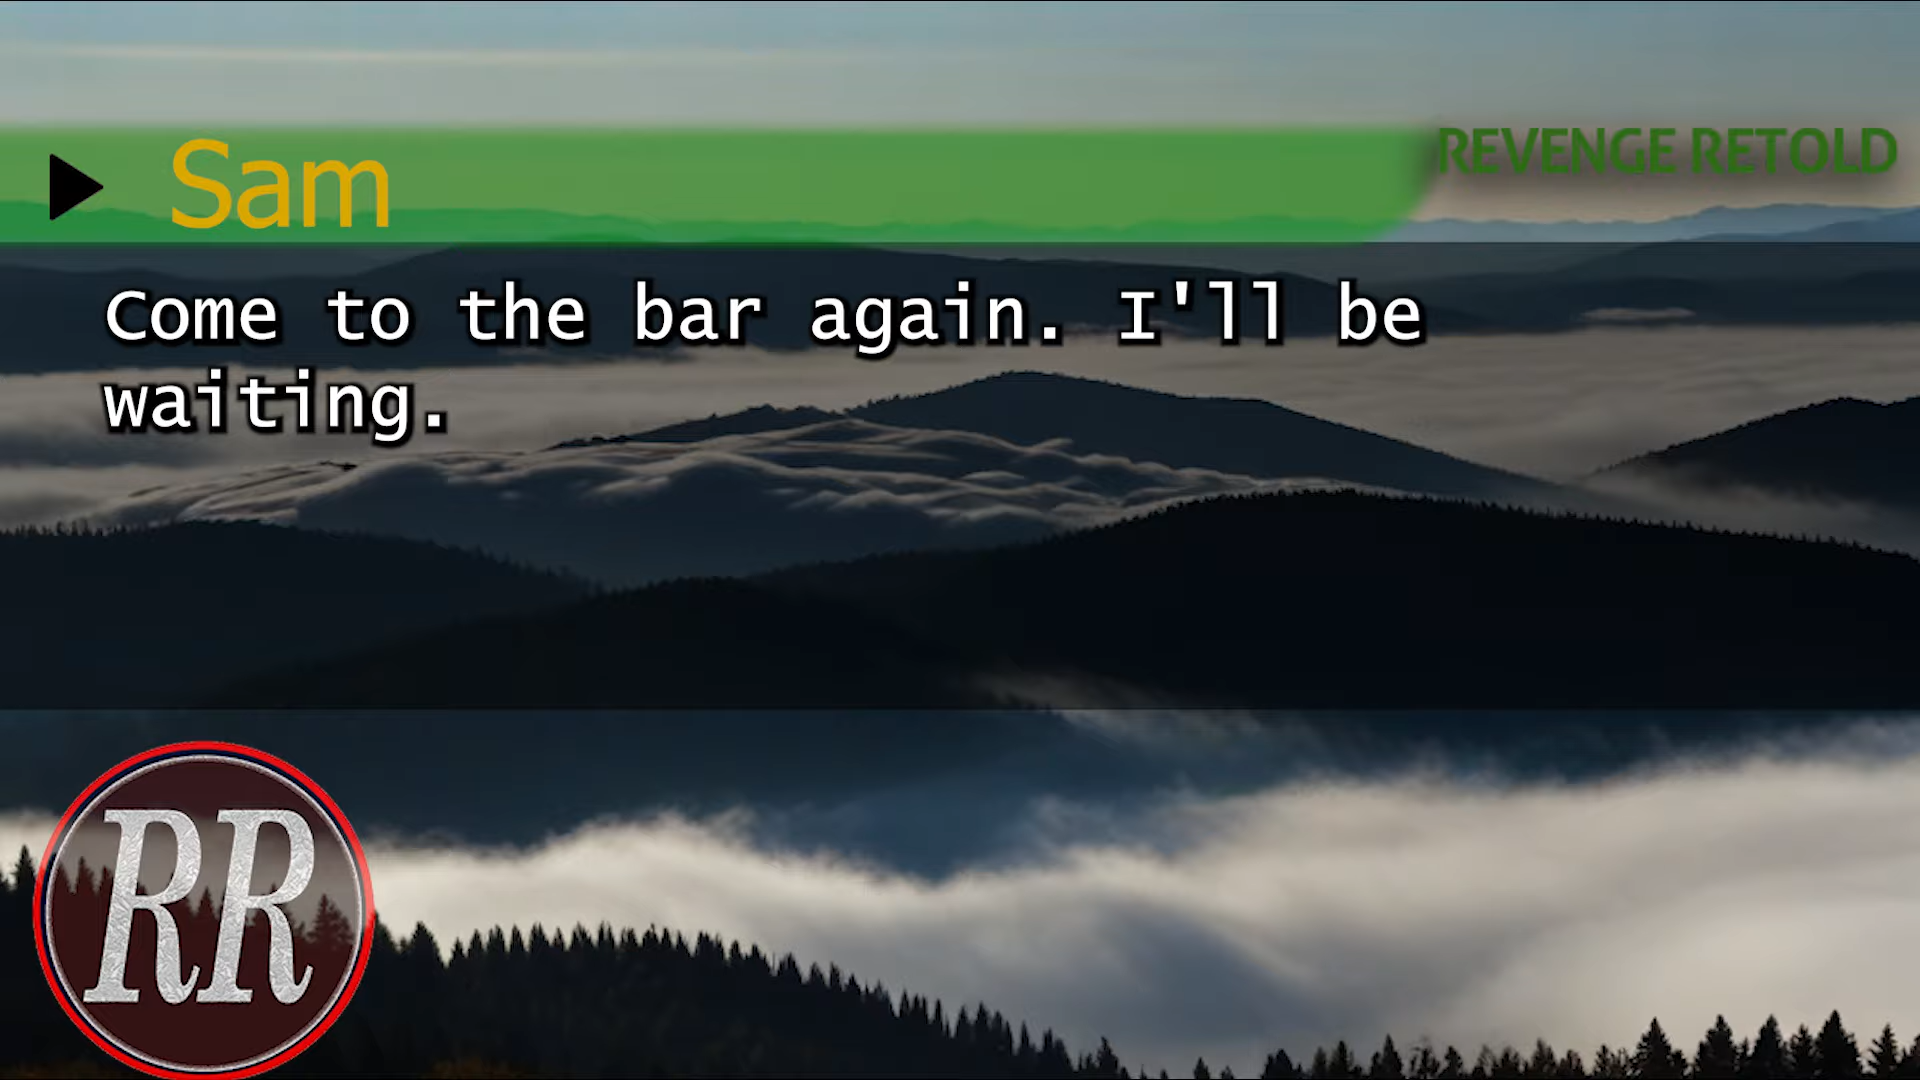 Sam
REVENGE RETOLD
Come to the bar again. I'll be
waiting.
RR